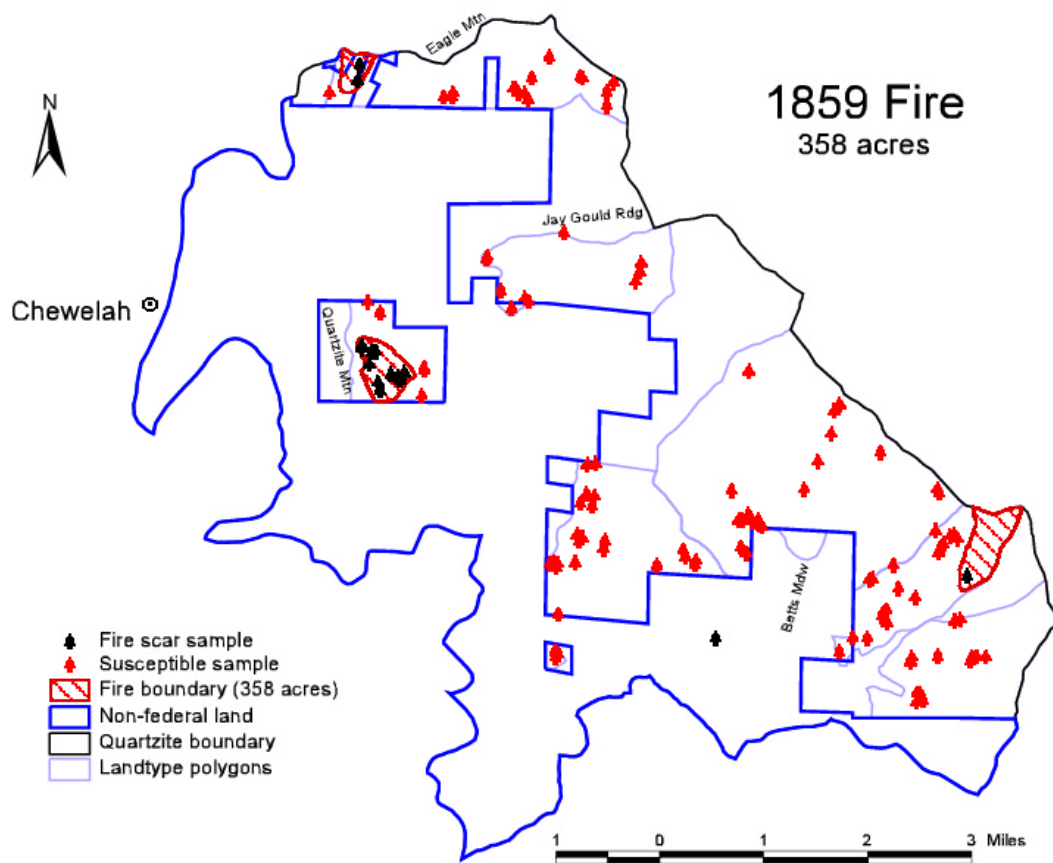 Eagle Mtn
N
1859 Fire
358 acres
Jay Gould Rdg
Chewelah
Quartzite Mtn
Betts Mdw
Fire scar sample
Susceptible sample
Fire boundary (358 acres)
Non-federal land
Quartzite boundary
Landtype polygons
1 0 1 2 3 Miles